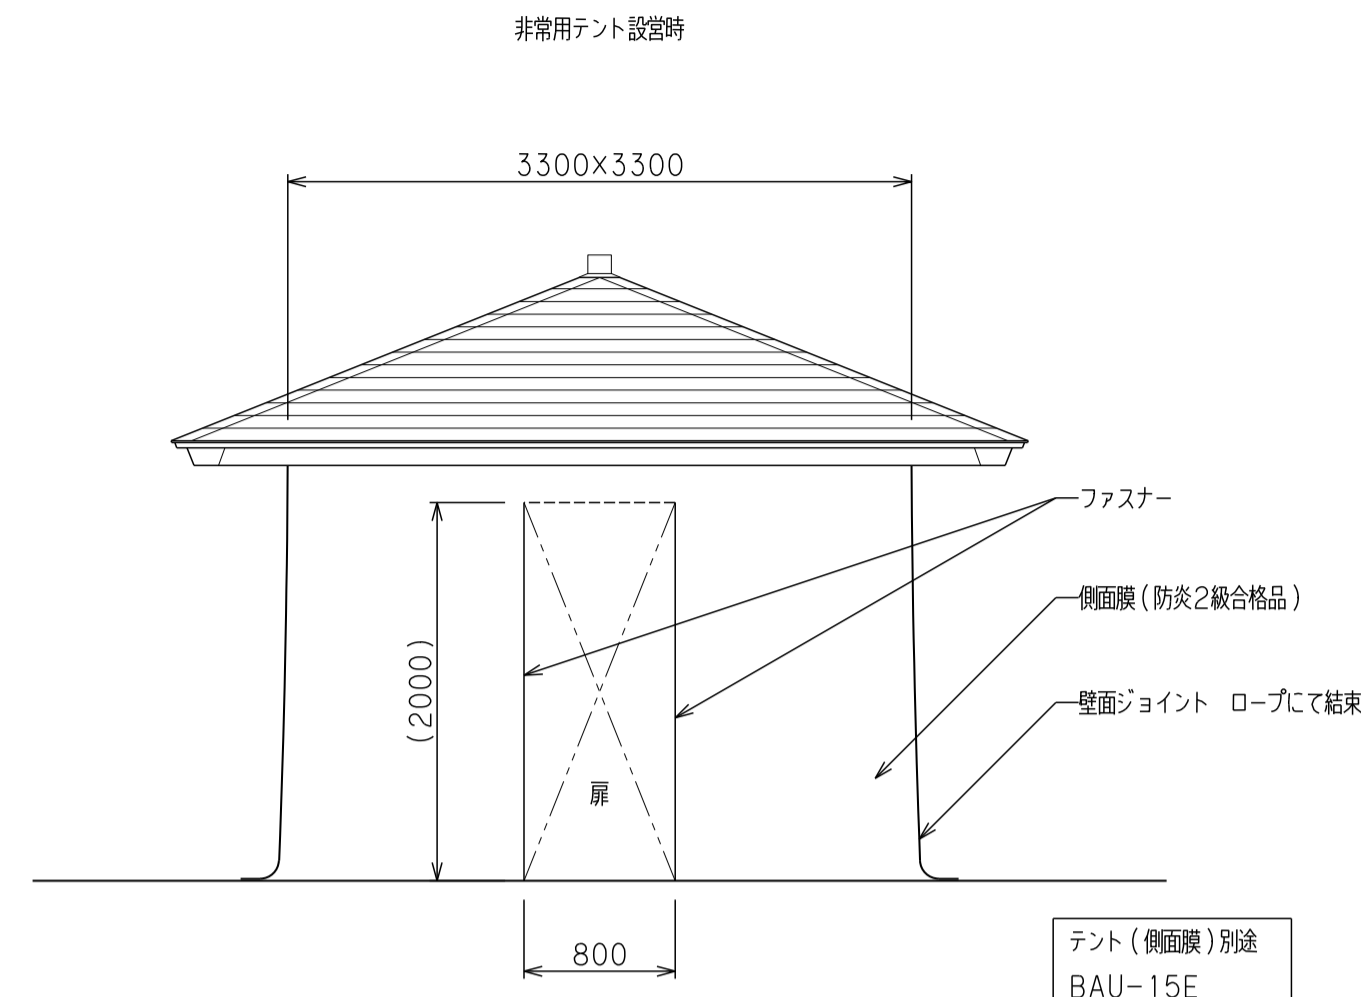 非常用テント設営時
3300×3300
ファスナー
側面膜(防炎2級合格品)
(2000)
壁面ジョイント　ロープにて結束
扉
800
テント(側面膜)別途
BAU-15E